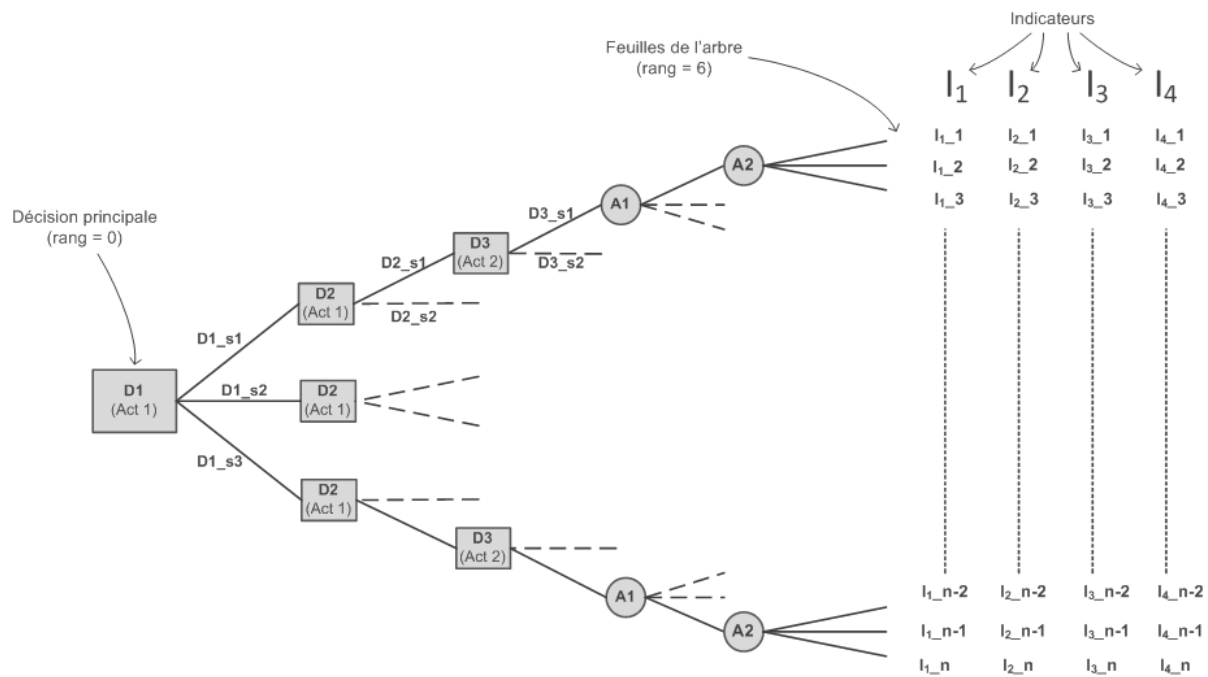 Indicateurs
Feuilles de l'arbre
(rang = 6)
I1 I2 I3 I4
I1_1 I2_1 I3_1 I4_1
I1_2 I2_2 I3_2 I4_2
I1_3 I2_3 I3_3 I4_3
A2
A1
D3_s1
Décision principale
(rang = 0)
D3
(Act 2)
D3_s2
D2_s1
D2
(Act 1)
D2_s2
D1_s1
D1
(Act 1)
D1_s2
D2
(Act 1)
D1_s3
D2
(Act 1)
D3
(Act 2)
A1
A2
I1_n-2 I2_n-2 I3_n-2 I4_n-2
I1_n-1 I2_n-1 I3_n-1 I4_n-1
I1_n I2_n I3_n I4_n